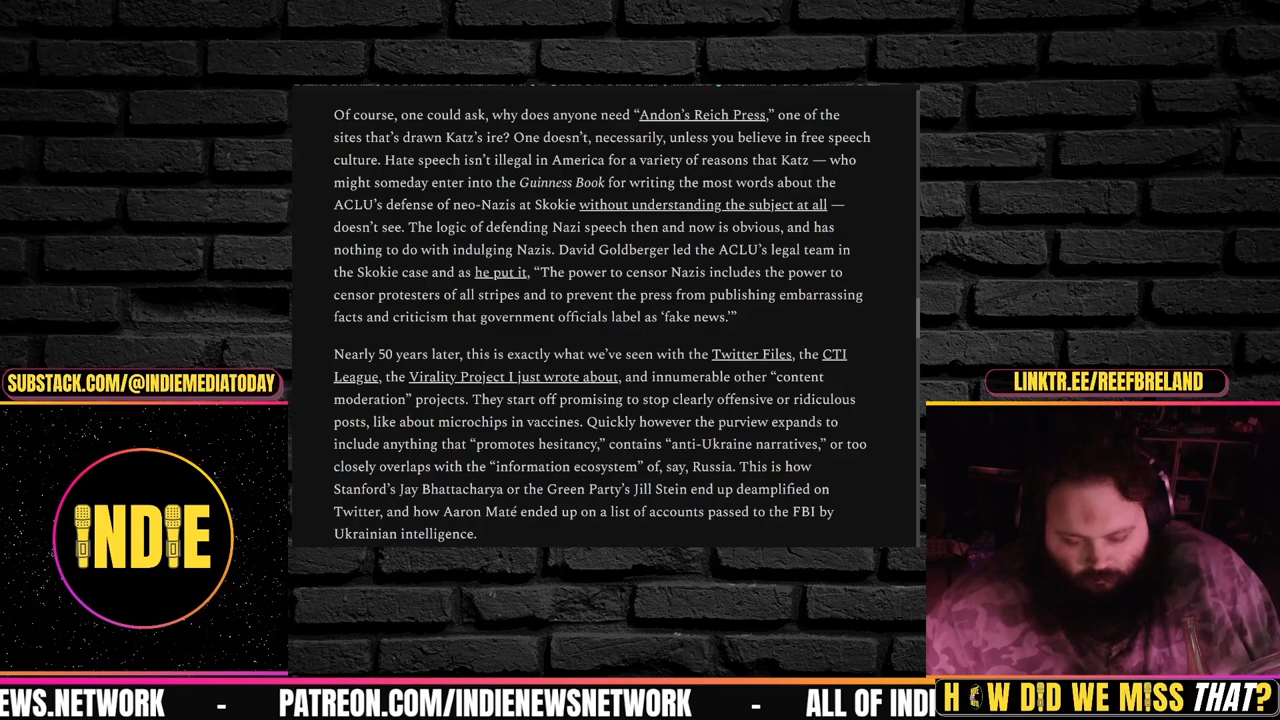 Of course, one could ask, why does anyone need “Andon’s Reich Press,” one of the
sites that’s drawn Katz’s ire? One doesn’t, necessarily, unless you believe in free speech
culture. Hate speech isn’t illegal in America for a variety of reasons that Katz — who
might someday enter into the Guinness Book for writing the most words about the
ACLU’s defense of neo-Nazis at Skokie without understanding the subject at all —
doesn’t see. The logic of defending Nazi speech then and now is obvious, and has
nothing to do with indulging Nazis. David Goldberger led the ACLU’s legal team in
the Skokie case and as he put it, “The power to censor Nazis includes the power to
censor protesters of all stripes and to prevent the press from publishing embarrassing
facts and criticism that government officials label as ‘fake news.’”
Nearly 50 years later, this is exactly what we’ve seen with the Twitter Files, the CTI
League, the Virality Project I just wrote about, and innumerable other “content
moderation” projects. They start off promising to stop clearly offensive or ridiculous
posts, like about microchips in vaccines. Quickly however the purview expands to
include anything that “promotes hesitancy,” contains “anti-Ukraine narratives,” or too
closely overlaps with the “information ecosystem” of, say, Russia. This is how
Stanford’s Jay Bhattacharya or the Green Party’s Jill Stein end up deamplified on
Twitter, and how Aaron Maté ended up on a list of accounts passed to the FBI by
Ukrainian intelligence.
SUBSTACK.COM/@INDIEMEDIATODAY
LINKTR.EE/REEFBRELAND
INDIE
EWS.NETWORK - PATREON.COM/INDIENEWSNETWORK - ALL OF INDI
HOW DID WE MISS THAT?